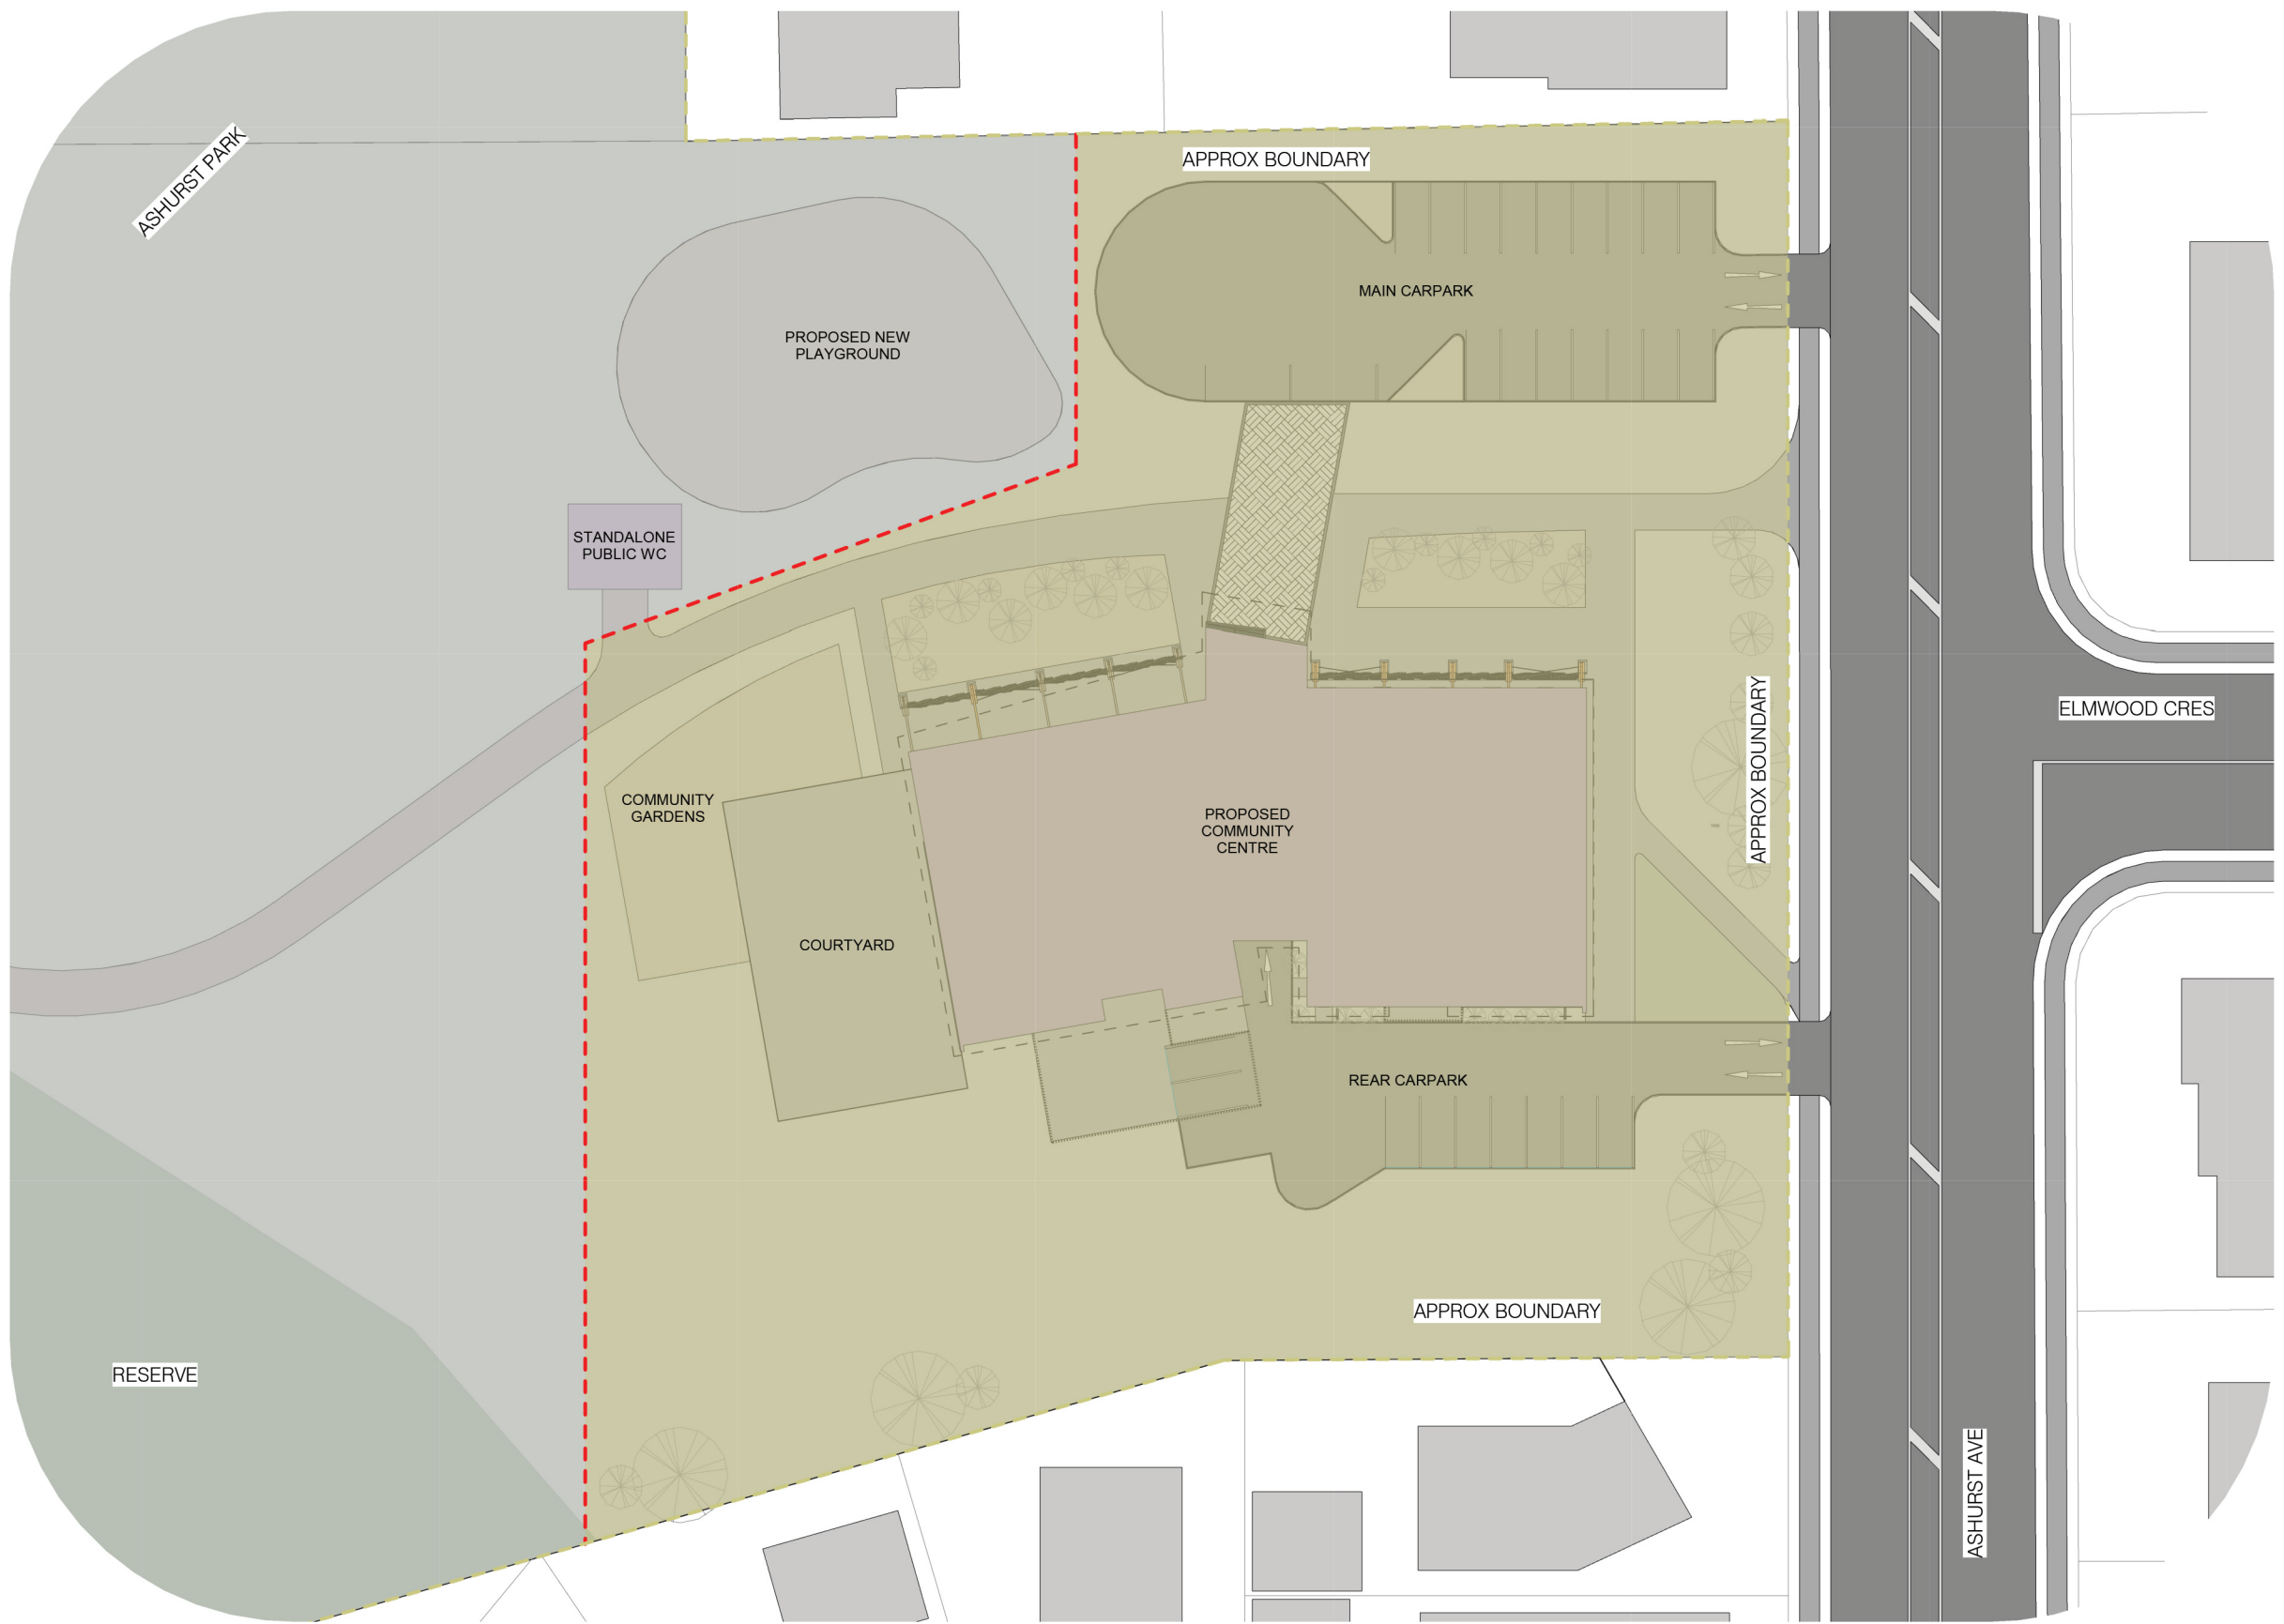 ASHURST PARK
APPROX BOUNDARY
MAIN CARPARK
PROPOSED NEW
PLAYGROUND
STANDALONE
PUBLIC WC
ELMWOOD CRES
APPROX BOUNDARY
COMMUNITY
GARDENS
PROPOSED
COMMUNITY
CENTRE
COURTYARD
REAR CARPARK
APPROX BOUNDARY
RESERVE
ASHURST AVE